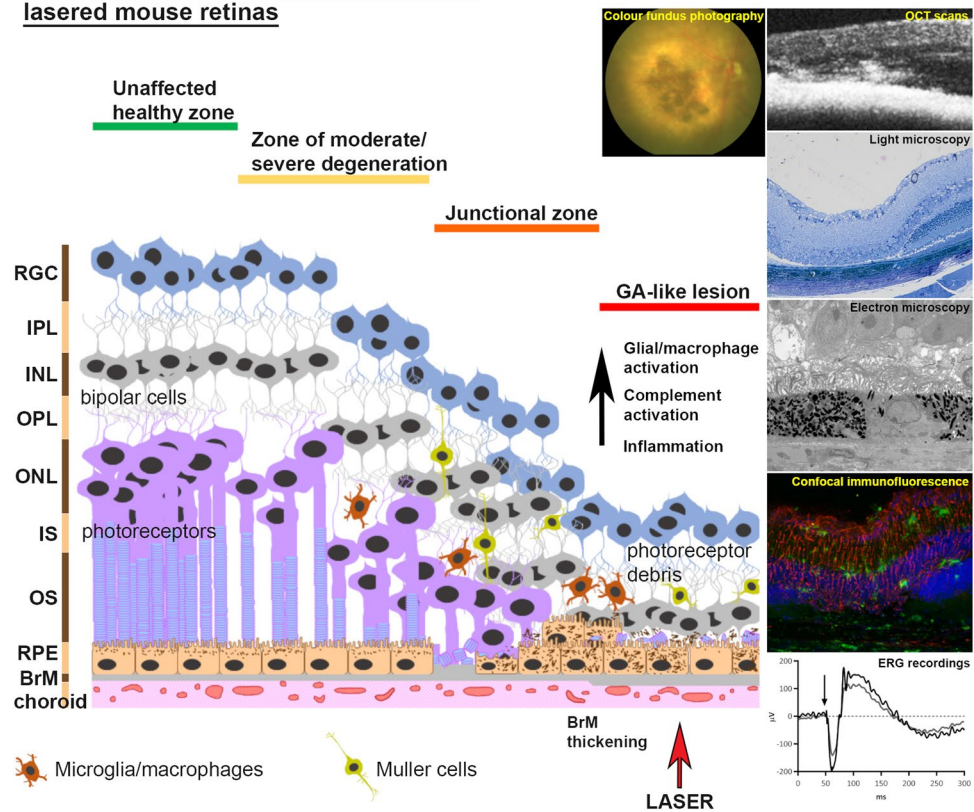 lasered mouse retinas
Colour fundus photography
OCT scans
Unaffected
healthy zone
Zone of moderate/
severe degeneration
Light microscopy
Junctional zone
GA-like lesion
Electron microscopy
RGC
IPL
INL
OPL
ONL
IS
OS
RPE
BrM
choroid
bipolar cells
photoreceptors
Glial/macrophage
activation
Complement
activation
Inflammation
Confocal immunofluorescence
photoreceptor
debris
ERG recordings
200
100
0
-100
-200
µV
0 50 100 150 200 250 300
ms
BrM
thickening
LASER
Microglia/macrophages
Muller cells